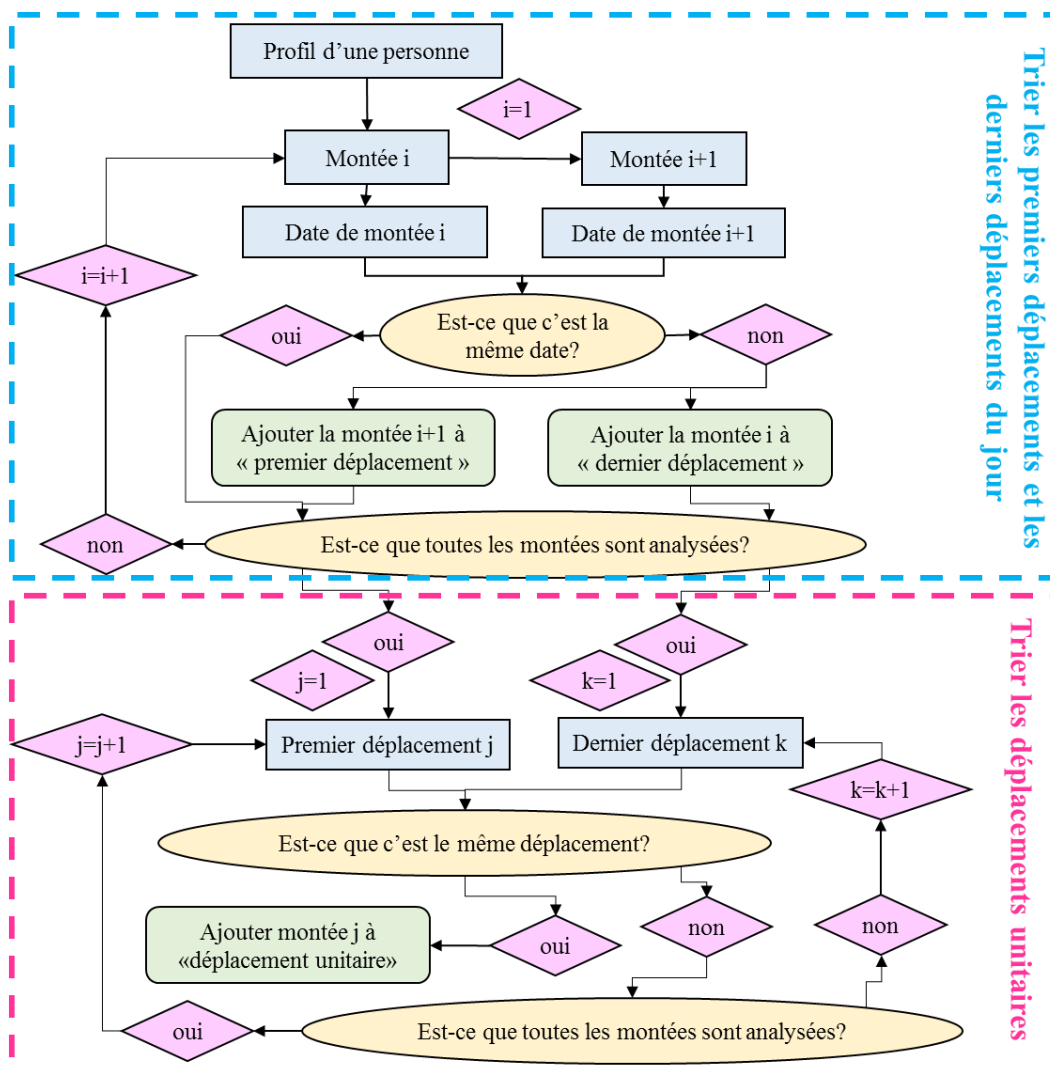 Profil d’une personne
i=1
Montée i
Montée i+1
Date de montée i
Date de montée i+1
i=i+1
Est-ce que c’est la
même date?
oui
non
Ajouter la montée i+1 à
« premier déplacement »
Ajouter la montée i à
« dernier déplacement »
Est-ce que toutes les montées sont analysées?
non
Trier les premiers déplacements et les
derniers déplacements du jour
oui
oui
j=1
k=1
j=j+1
Premier déplacement j
Dernier déplacement k
k=k+1
Est-ce que c’est le même déplacement?
Ajouter montée j à
«déplacement unitaire»
oui
non
non
oui
Est-ce que toutes les montées sont analysées?
Trier les déplacements unitaires